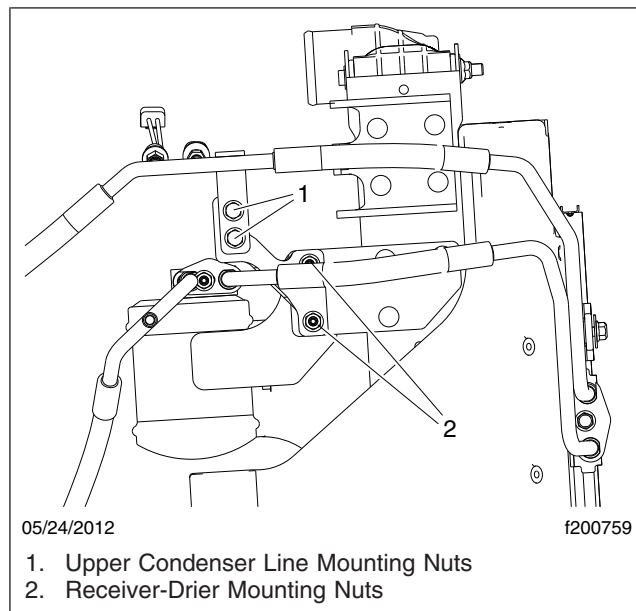 1
2
05/24/2012
f200759
1. Upper Condenser Line Mounting Nuts
2. Receiver-Drier Mounting Nuts